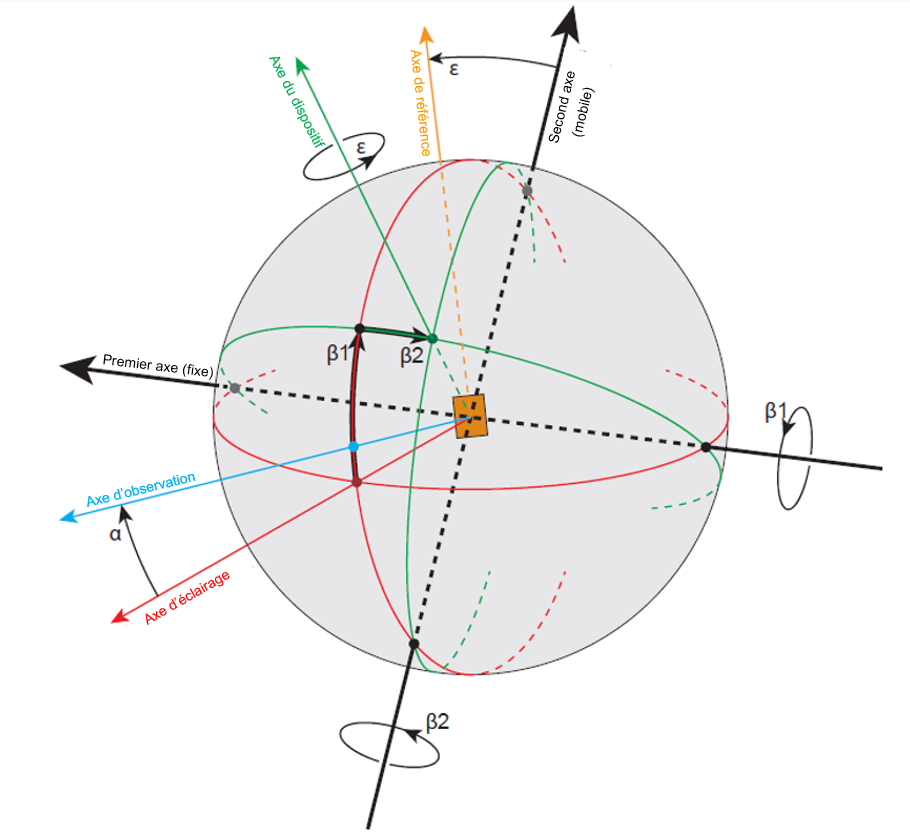 ε
Axe du dispositif
Axe de référence
Second axe
(mobile)
ε
β1
β2
Premier axe (fixe)
β1
Axe d'observation
α
Axe d'éclairage
β2